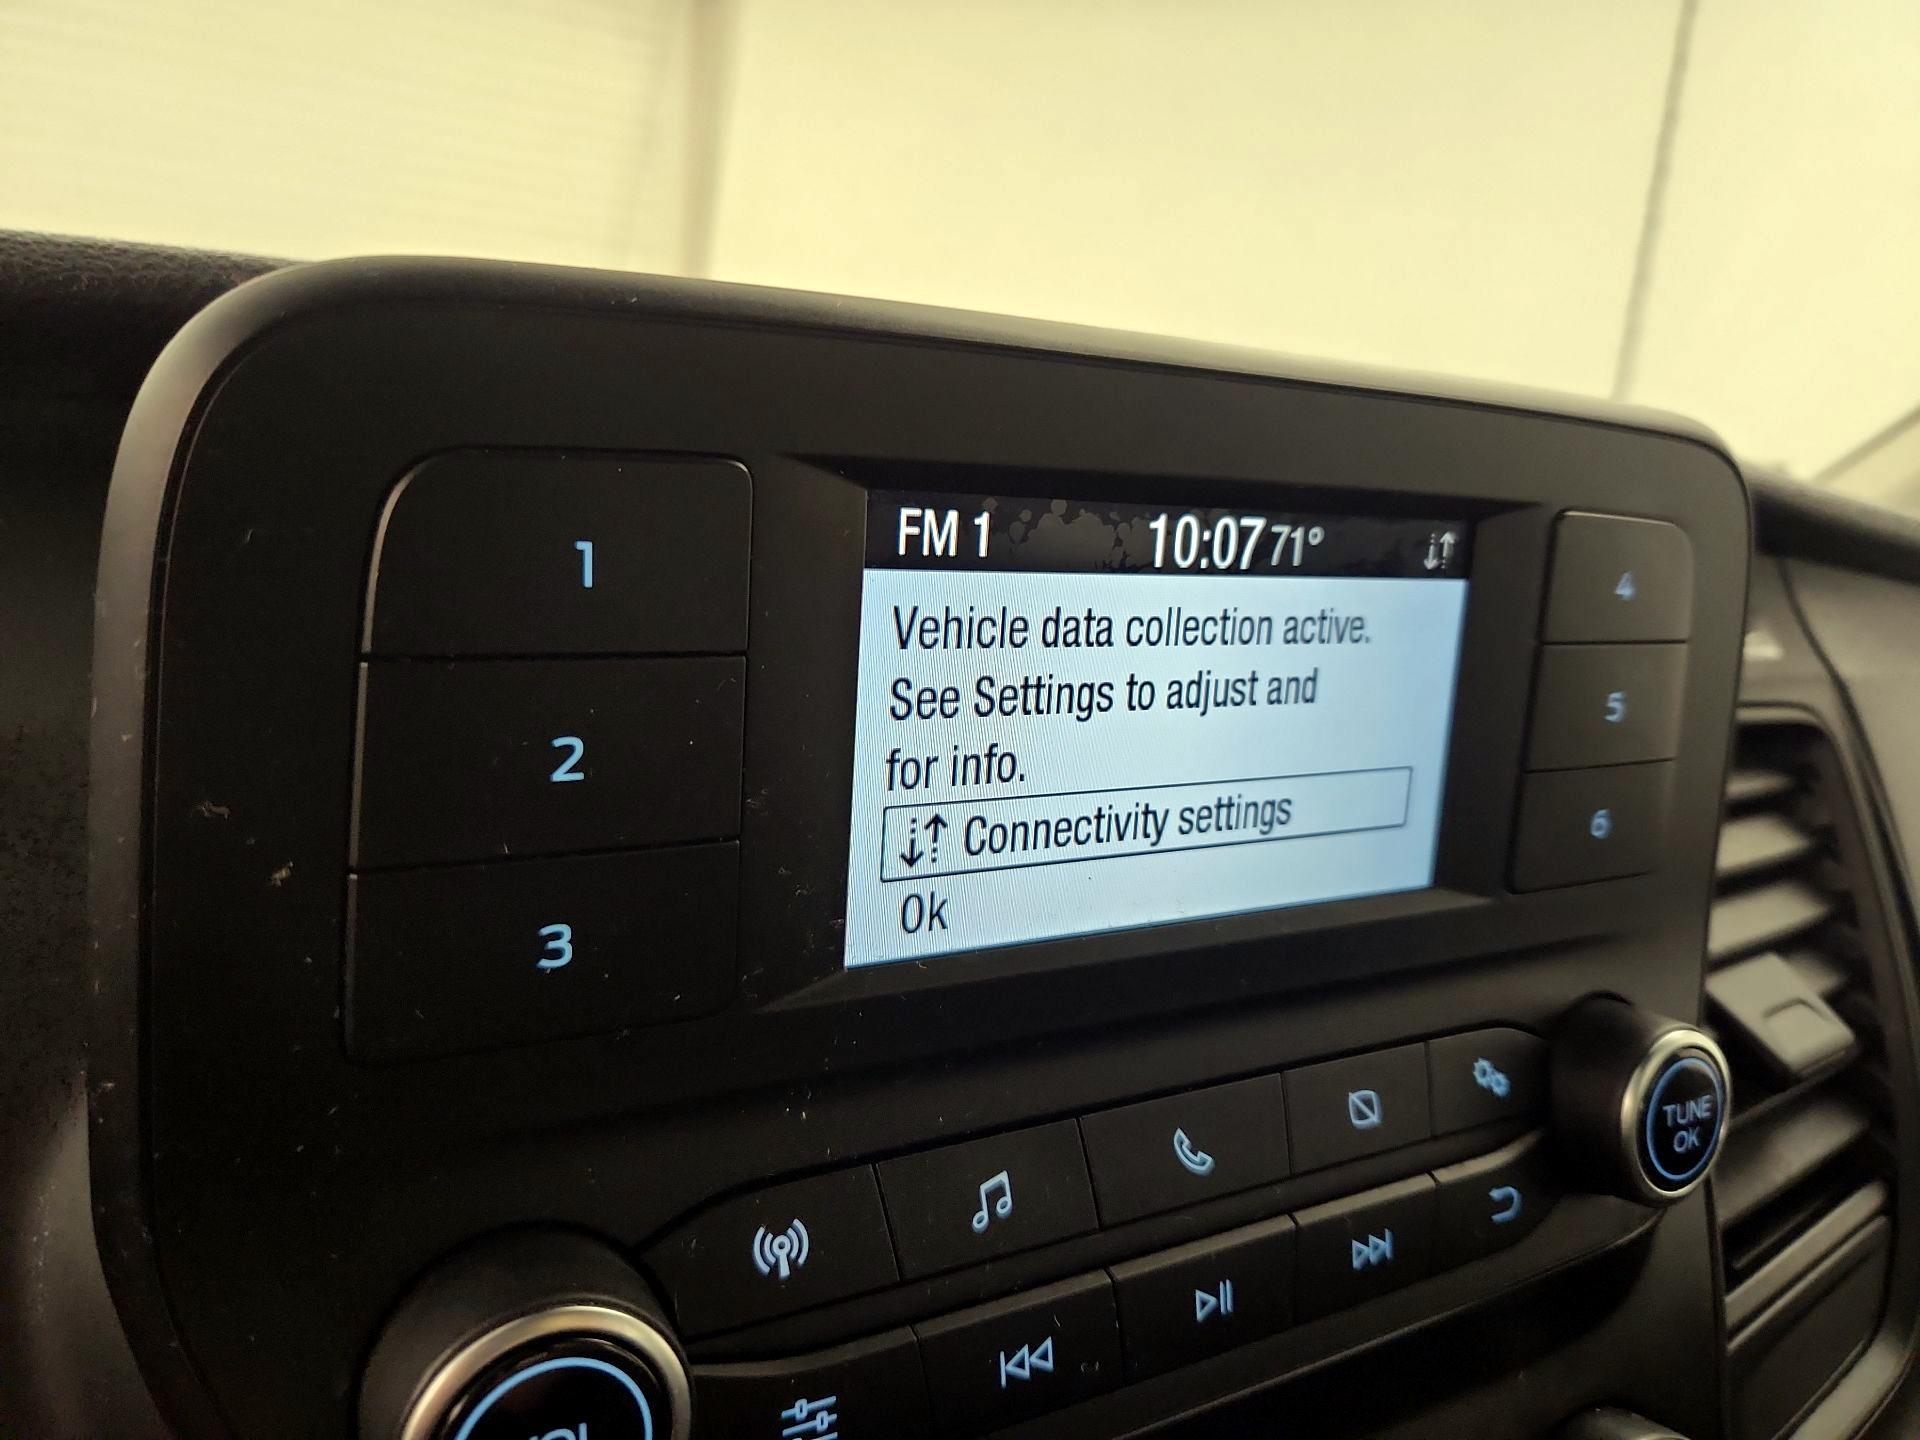 FM 1 10:07 71°
Vehicle data collection active.
See Settings to adjust and
for info.
Connectivity settings
Ok
1
2
3
4
5
6
TUNE
OK